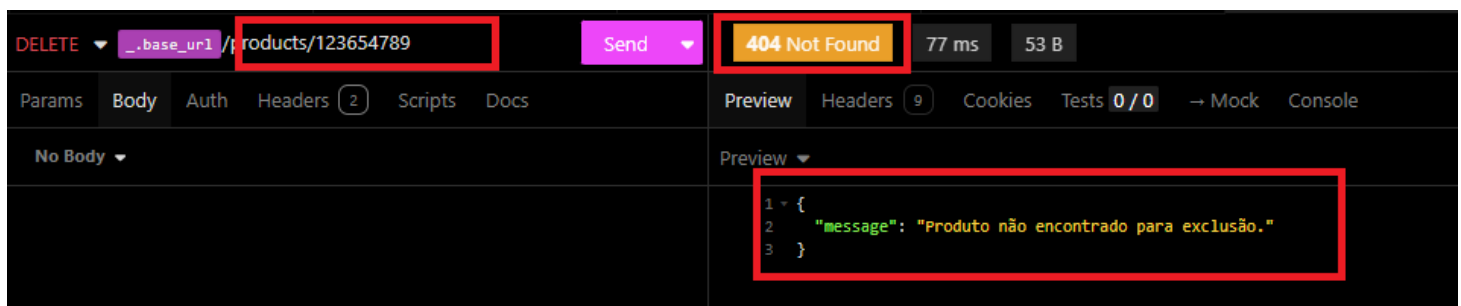 DELETE _.base_url /products/123654789 Send 404 Not Found 77 ms 53 B
Params Body Auth Headers 2 Scripts Docs Preview Headers 9 Cookies Tests 0 / 0 → Mock Console
No Body Preview
1 {
2 "message": "Produto não encontrado para exclusão."
3 }